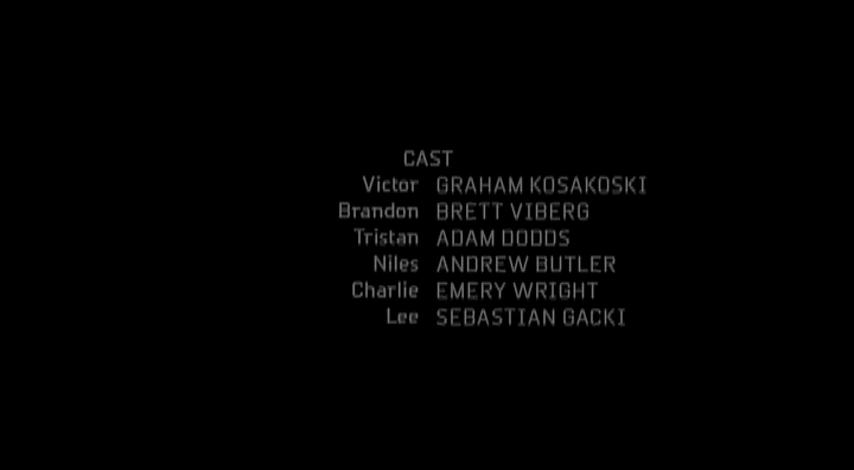 CAST
Victor GRAHAM KOSAKOSKI
Brandon BRETT VIBERG
Tristan ADAM DODDS
Niles ANDREW BUTLER
Charlie EMERY WRIGHT
Lee SEBASTIAN GACKI